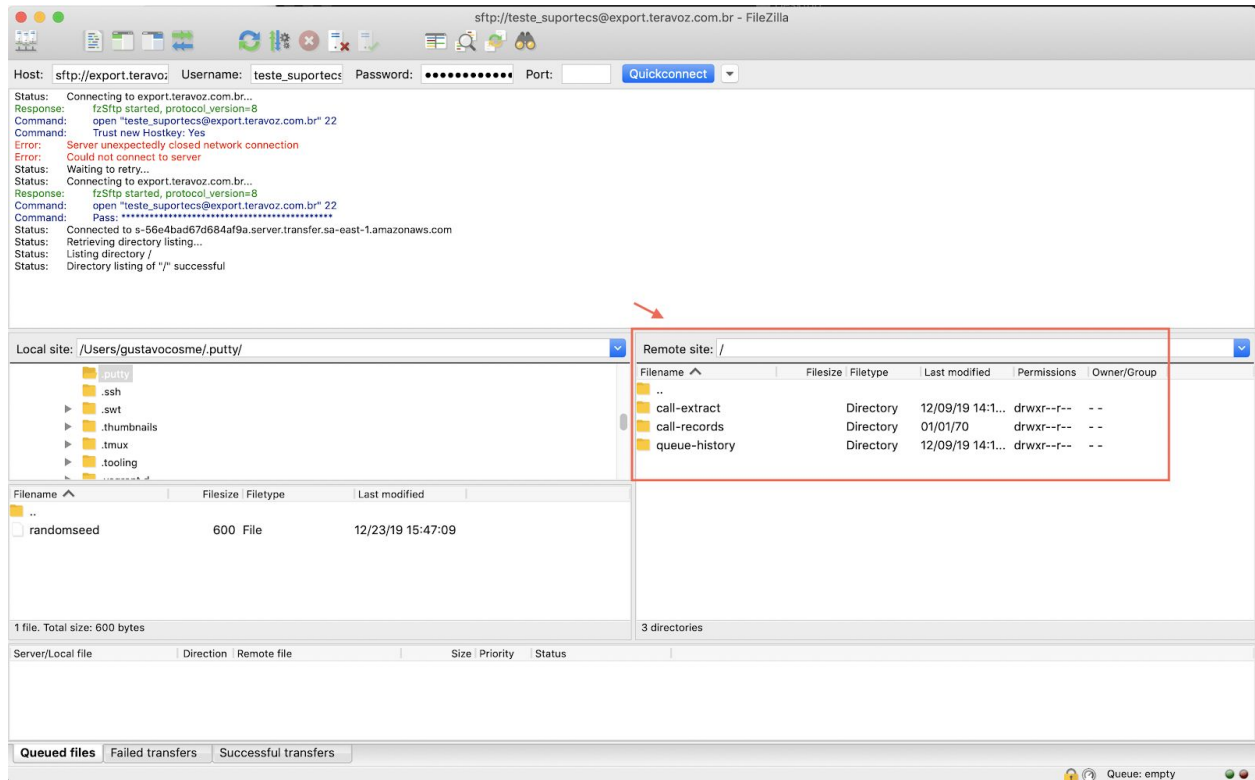 sftp://teste_suportecs@export.teravoz.com.br - FileZilla
Host: sftp://export.teravoz Username: teste_suportecs Password: •••••••••••• Port: Quickconnect
Status: Connecting to export.teravoz.com.br...
Response: fzSftp started, protocol_version=8
Command: open "teste_suportecs@export.teravoz.com.br" 22
Command: Trust new Hostkey: Yes
Error: Server unexpectedly closed network connection
Error: Could not connect to server
Status: Waiting to retry...
Status: Connecting to export.teravoz.com.br...
Response: fzSftp started, protocol_version=8
Command: open "teste_suportecs@export.teravoz.com.br" 22
Command: Pass: *********************************************
Status: Connected to s-56e4bad67d684af9a.server.transfer.sa-east-1.amazonaws.com
Status: Retrieving directory listing...
Status: Listing directory /
Status: Directory listing of "/" successful
Local site: /Users/gustavocosme/.putty/
.putty
.ssh
.swt
.thumbnails
.tmux
.tooling
Filename Filesize Filetype Last modified
..
randomseed 600 File 12/23/19 15:47:09
1 file. Total size: 600 bytes
Remote site: /
Filename Filesize Filetype Last modified Permissions Owner/Group
..
call-extract Directory 12/09/19 14:1... drwxr--r-- - -
call-records Directory 01/01/70 drwxr--r-- - -
queue-history Directory 12/09/19 14:1... drwxr--r-- - -
3 directories
Server/Local file Direction Remote file Size Priority Status
Queued files Failed transfers Successful transfers
Queue: empty